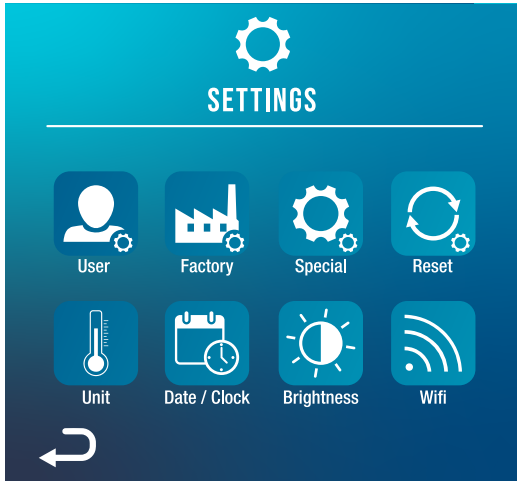 SETTINGS
User Factory Special Reset
Unit Date / Clock Brightness Wifi